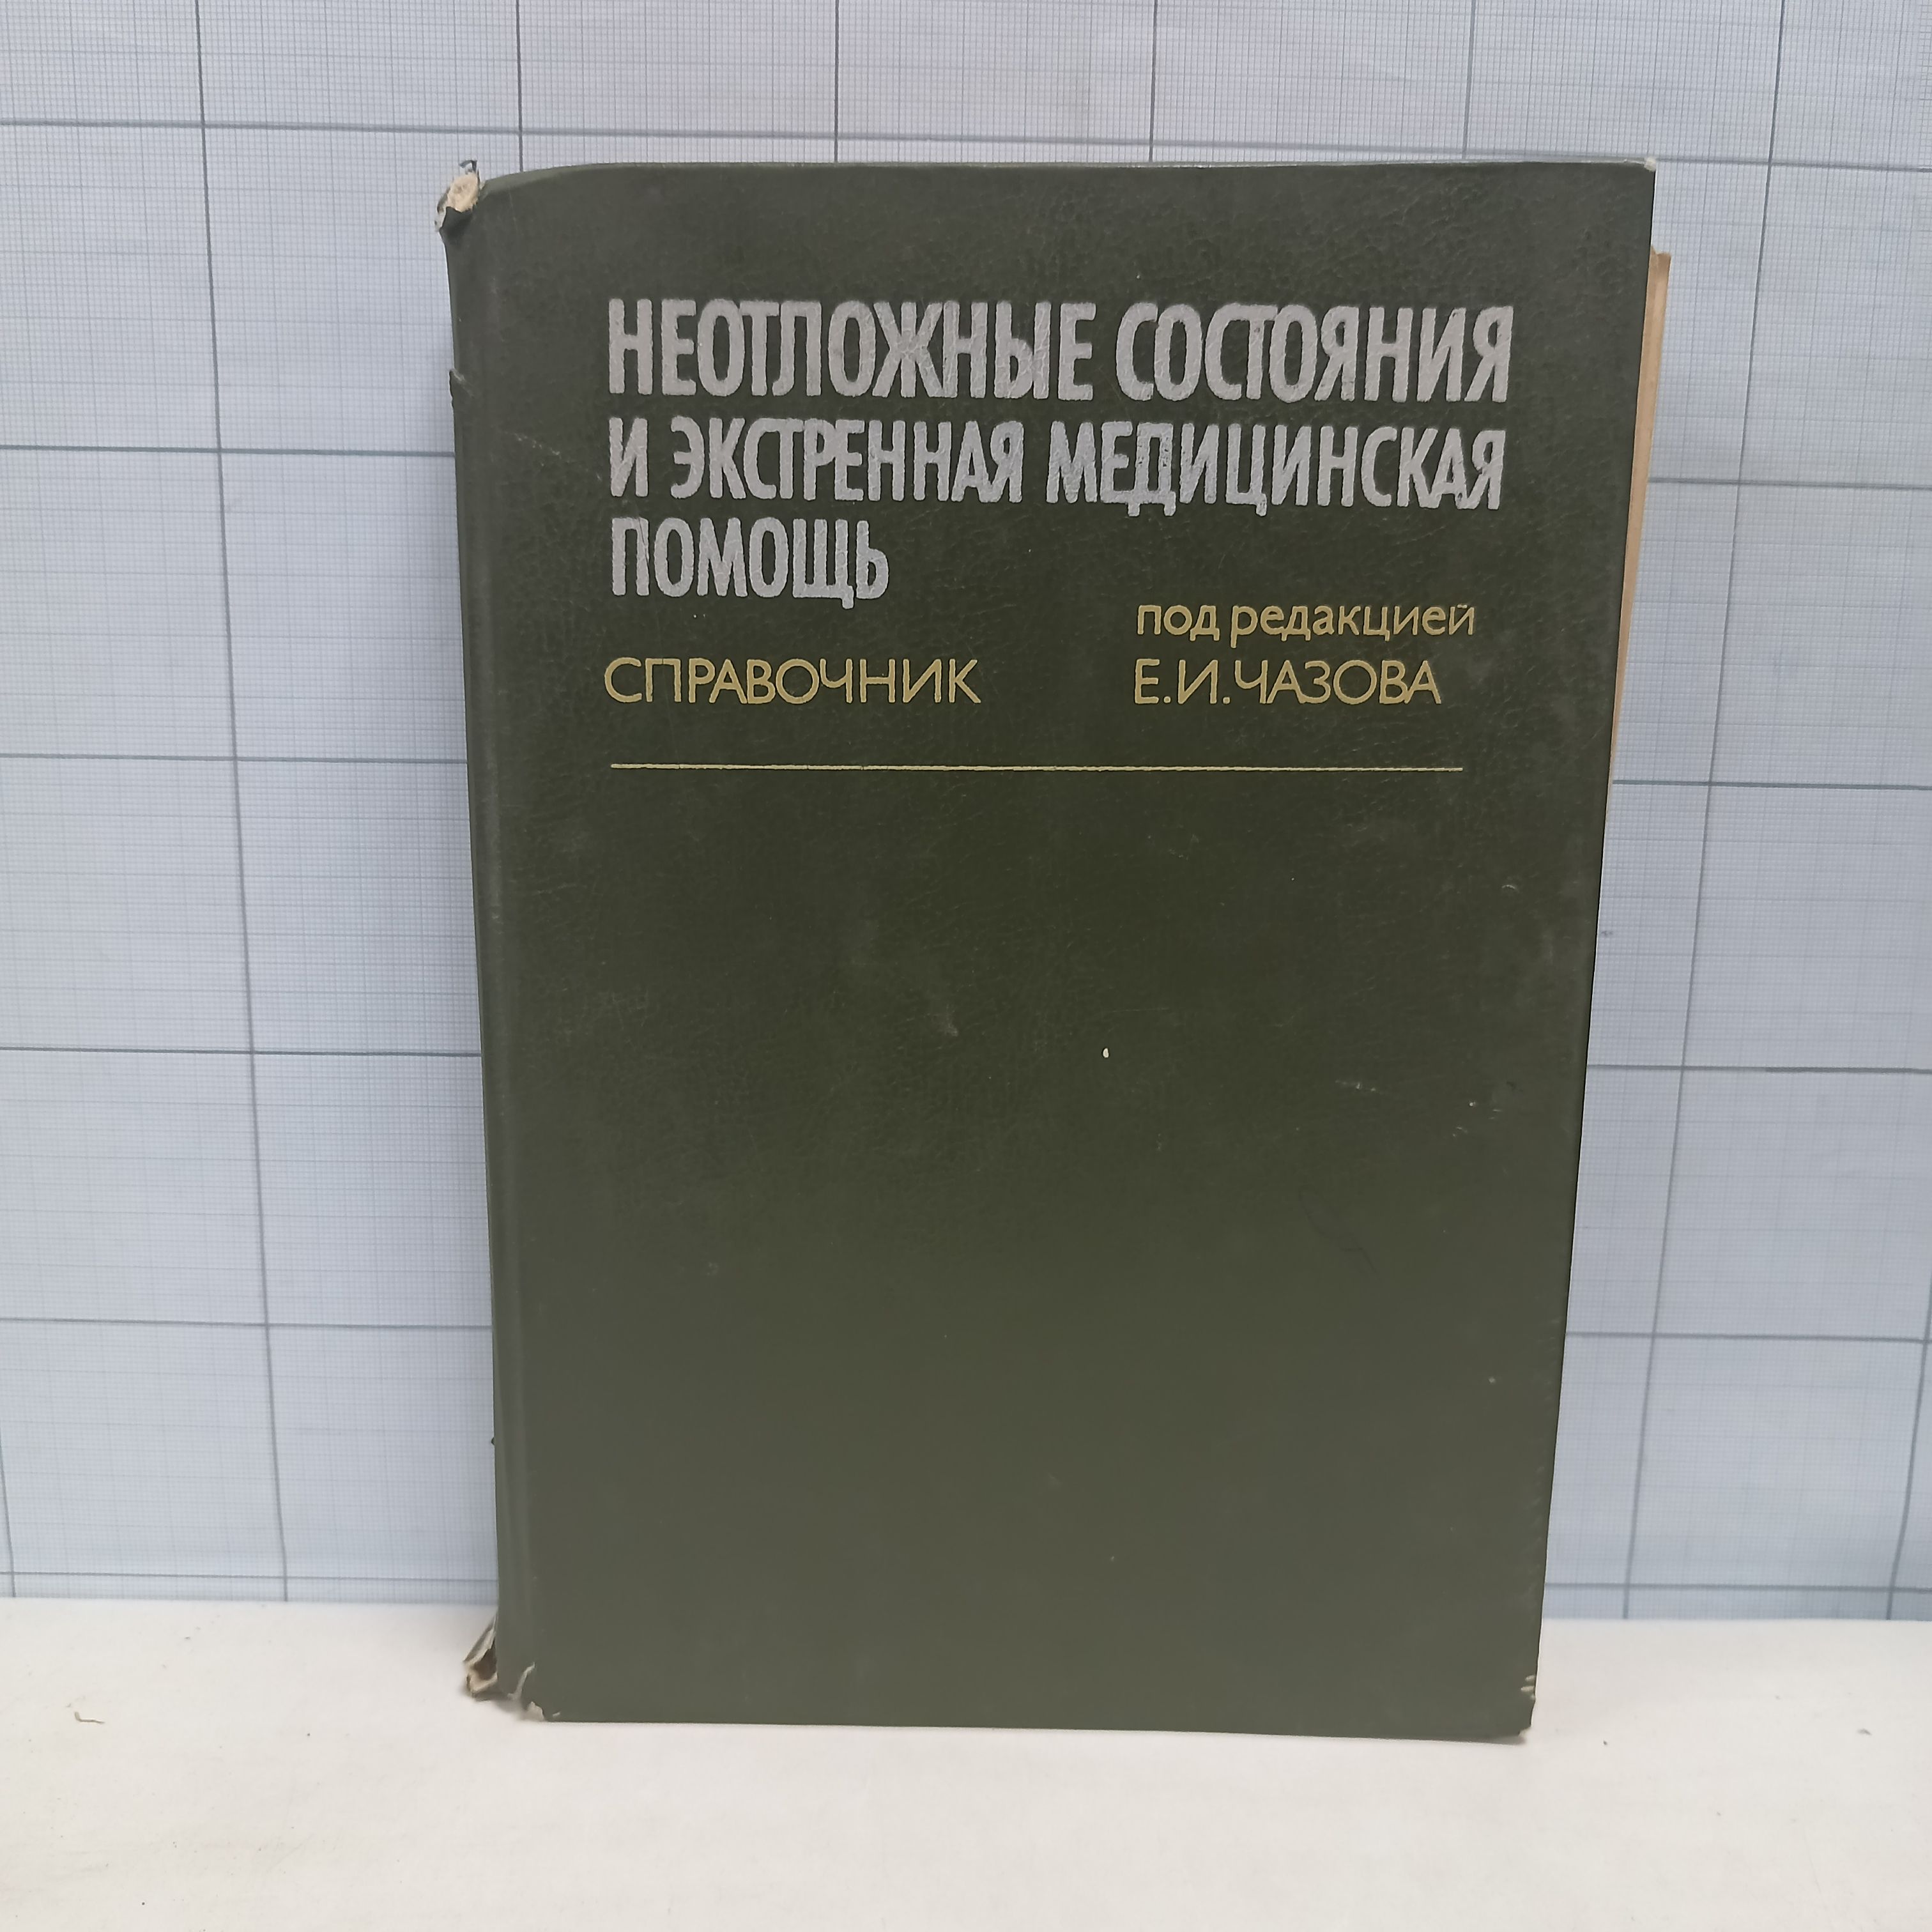 НЕОТЛОЖНЫЕ СОСТОЯНИЯ
И ЭКСТРЕННАЯ МЕДИЦИНСКАЯ
ПОМОЩЬ
под редакцией
СПРАВОЧНИК Е.И.ЧАЗОВА